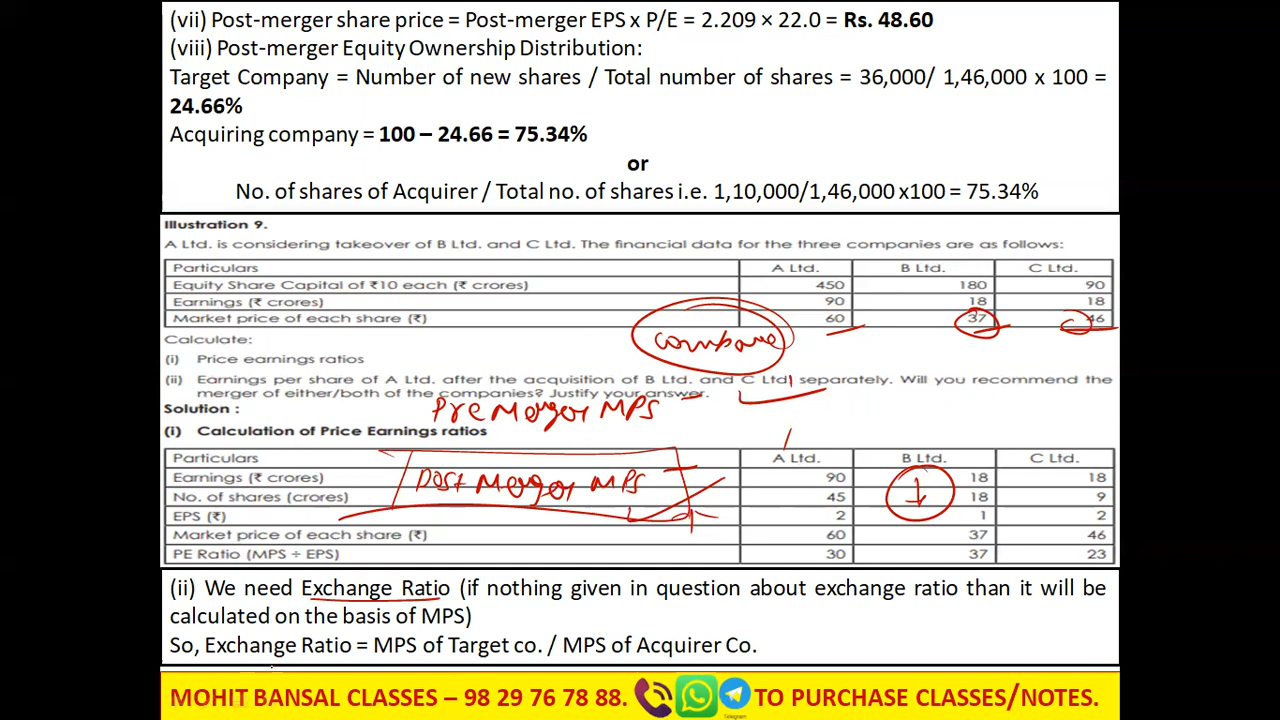 (vii) Post-merger share price = Post-merger EPS x P/E = 2.209 × 22.0 = Rs. 48.60
(viii) Post-merger Equity Ownership Distribution:
Target Company = Number of new shares / Total number of shares = 36,000/ 1,46,000 x 100 =
24.66%
Acquiring company = 100 – 24.66 = 75.34%
or
No. of shares of Acquirer / Total no. of shares i.e. 1,10,000/1,46,000 x100 = 75.34%
Illustration 9.
A Ltd. is considering takeover of B Ltd. and C Ltd. The financial data for the three companies are as follows:
Particulars A Ltd. B Ltd. C Ltd.
Equity Share Capital of ₹10 each (₹ crores) 450 180 90
Earnings (₹ crores) 90 18 18
Market price of each share (₹) 60 37 46
Compare
Calculate:
(i) Price earnings ratios
(ii) Earnings per share of A Ltd. after the acquisition of B Ltd. and C Ltd separately. Will you recommend the
merger of either/both of the companies? Justify your answer.
Solution :
Pre Merger MPS
(i) Calculation of Price Earnings ratios
Particulars A Ltd. B Ltd. C Ltd.
Earnings (₹ crores) 90 18 18
Post Merger MPS
No. of shares (crores) 45 18 9
EPS (₹) 2 1 2
Market price of each share (₹) 60 37 46
PE Ratio (MPS ÷ EPS) 30 37 23
(ii) We need Exchange Ratio (if nothing given in question about exchange ratio than it will be
calculated on the basis of MPS)
So, Exchange Ratio = MPS of Target co. / MPS of Acquirer Co.
MOHIT BANSAL CLASSES – 98 29 76 78 88. TO PURCHASE CLASSES/NOTES.
Telegram